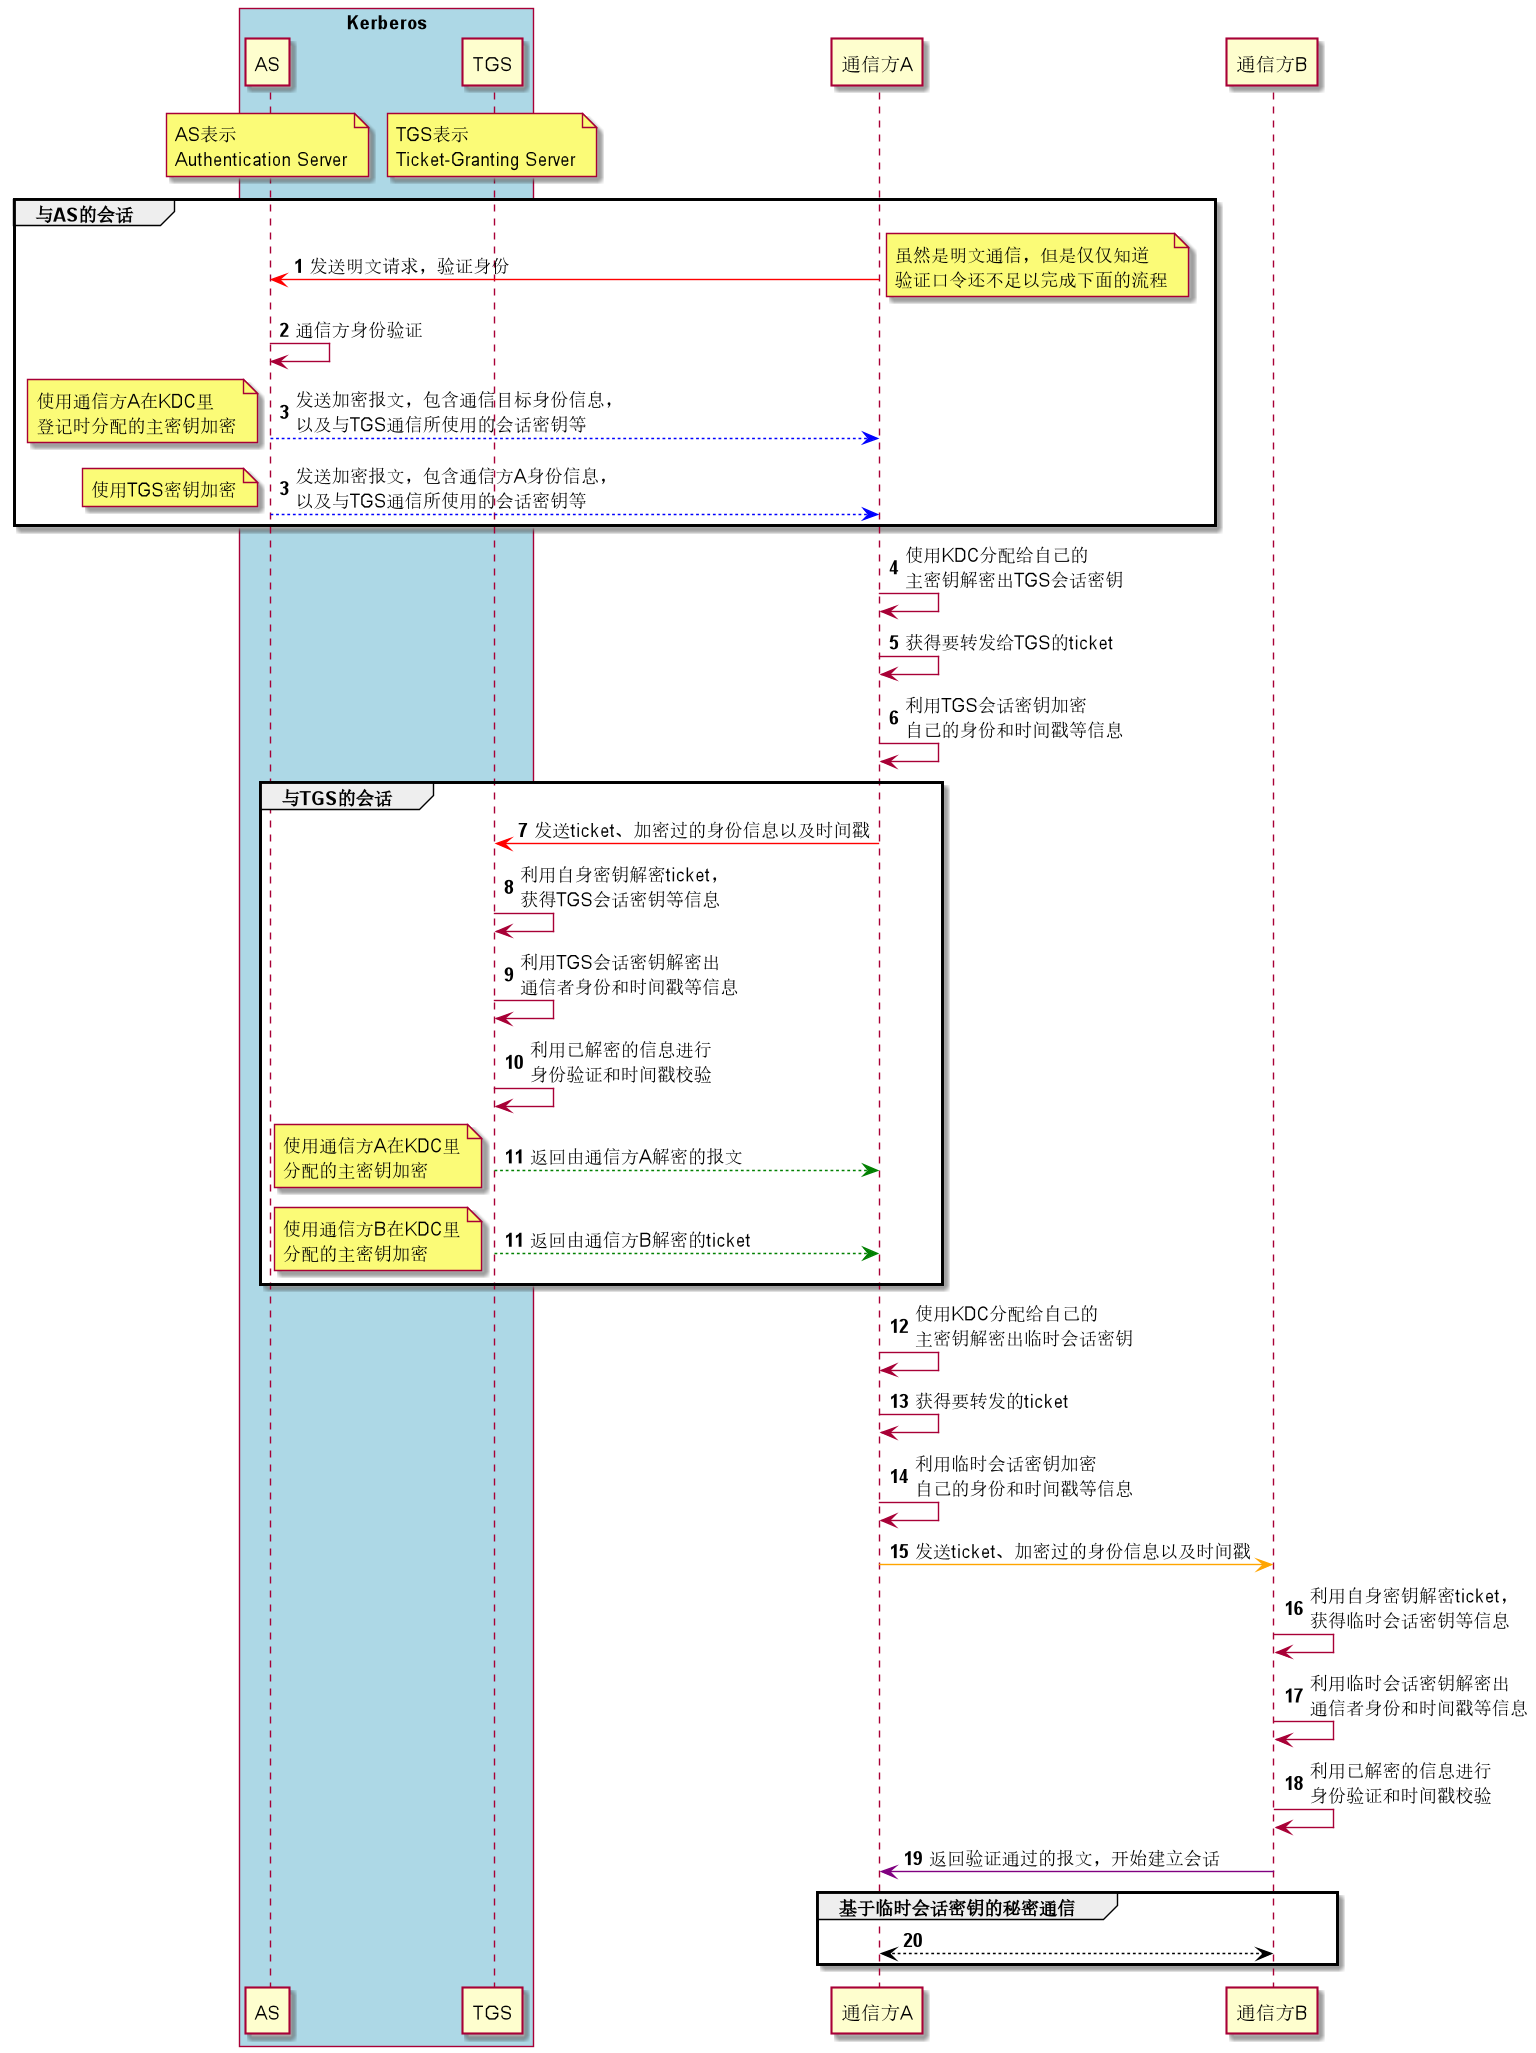 Kerberos
AS
TGS
通信方A
通信方B
AS表示
Authentication Server
TGS表示
Ticket-Granting Server
与AS的会话
1 发送明文请求，验证身份
虽然是明文通信，但是仅仅知道
验证口令还不足以完成下面的流程
2 通信方身份验证
使用通信方A在KDC里
登记时分配的主密钥加密
3 发送加密报文，包含通信目标身份信息，
以及与TGS通信所使用的会话密钥等
使用TGS密钥加密
3 发送加密报文，包含通信方A身份信息，
以及与TGS通信所使用的会话密钥等
4 使用KDC分配给自己的
主密钥解密出TGS会话密钥
5 获得要转发给TGS的ticket
6 利用TGS会话密钥加密
自己的身份和时间戳等信息
与TGS的会话
7 发送ticket、加密过的身份信息以及时间戳
8 利用自身密钥解密ticket，
获得TGS会话密钥等信息
9 利用TGS会话密钥解密出
通信者身份和时间戳等信息
10 利用已解密的信息进行
身份验证和时间戳校验
使用通信方A在KDC里
分配的主密钥加密
11 返回由通信方A解密的报文
使用通信方B在KDC里
分配的主密钥加密
11 返回由通信方B解密的ticket
12 使用KDC分配给自己的
主密钥解密出临时会话密钥
13 获得要转发的ticket
14 利用临时会话密钥加密
自己的身份和时间戳等信息
15 发送ticket、加密过的身份信息以及时间戳
16 利用自身密钥解密ticket，
获得临时会话密钥等信息
17 利用临时会话密钥解密出
通信者身份和时间戳等信息
18 利用已解密的信息进行
身份验证和时间戳校验
19 返回验证通过的报文，开始建立会话
基于临时会话密钥的秘密通信
20
AS
TGS
通信方A
通信方B